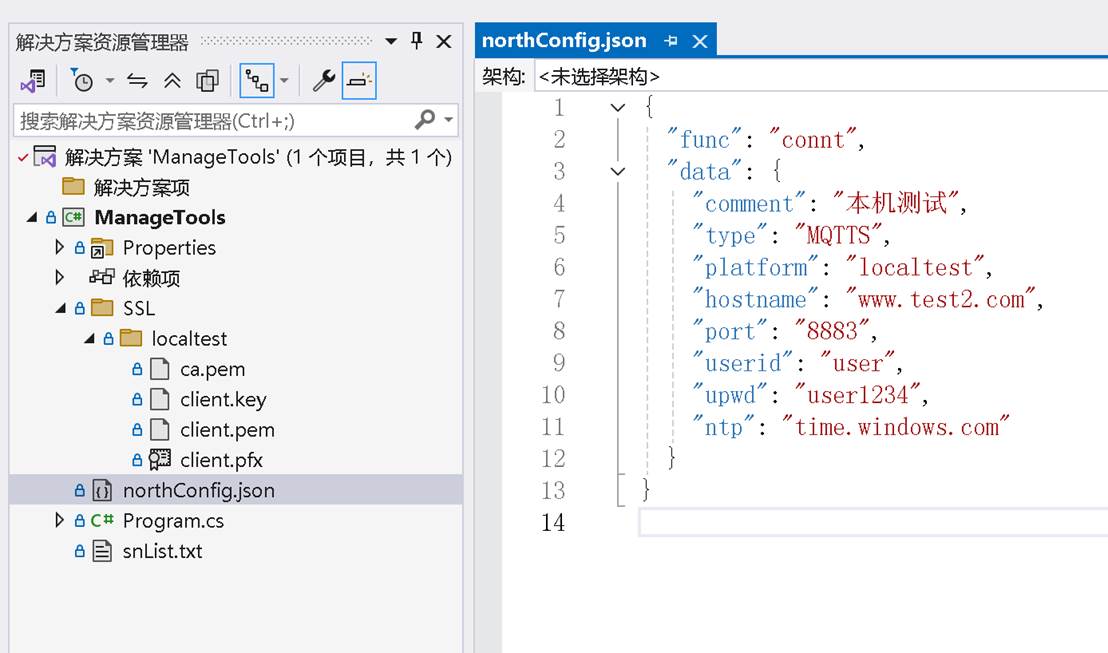 解决方案资源管理器
搜索解决方案资源管理器(Ctrl+;)
解决方案 'ManageTools' (1 个项目，共 1 个)
解决方案项
ManageTools
Properties
依赖项
SSL
localtest
ca.pem
client.key
client.pem
client.pfx
northConfig.json
Program.cs
snList.txt
northConfig.json
架构: <未选择架构>
1 {
2 "func": "connt",
3 "data": {
4 "comment": "本机测试",
5 "type": "MQTTS",
6 "platform": "localtest",
7 "hostname": "www.test2.com",
8 "port": "8883",
9 "userid": "user",
10 "upwd": "user1234",
11 "ntp": "time.windows.com"
12 }
13 }
14